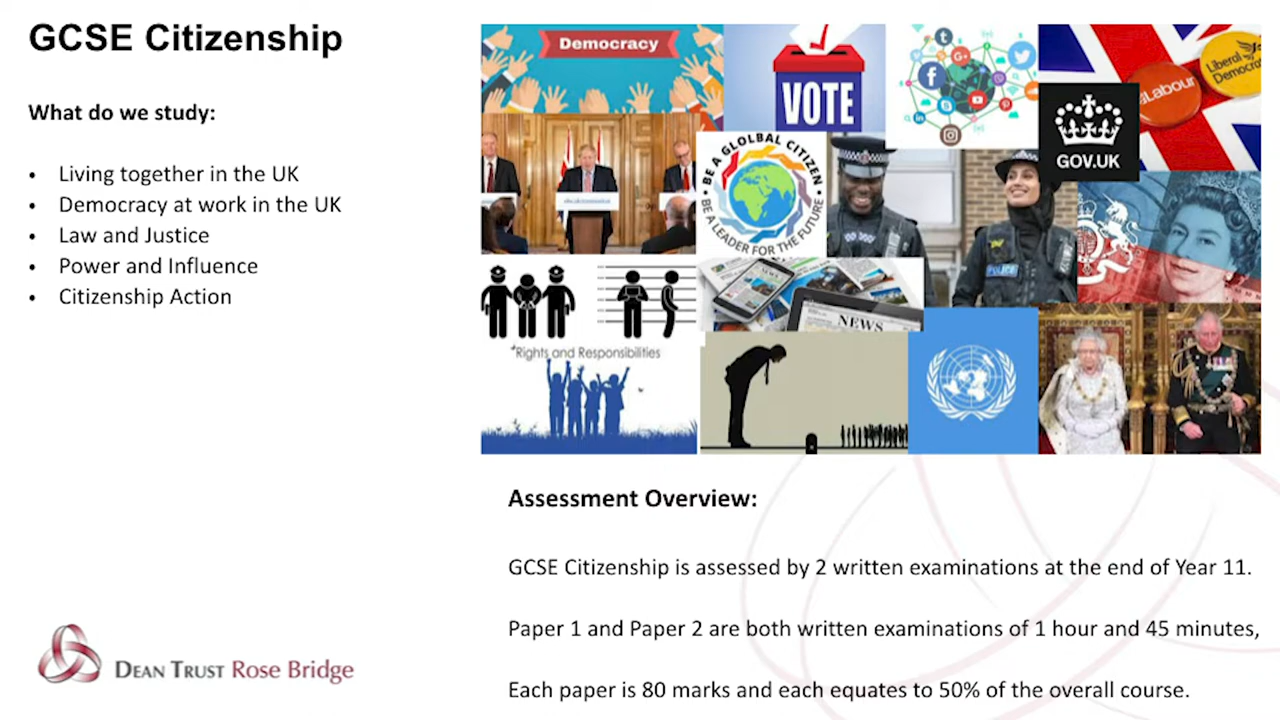 GCSE Citizenship
What do we study:
• Living together in the UK
• Democracy at work in the UK
• Law and Justice
• Power and Influence
• Citizenship Action
Democracy
VOTE
Labour
Liberal
GOV.UK
BE A GLOLBAL CITIZEN
BE A LEADER FOR THE FUTURE
POLICE
NEWS
Rights and Responsibilities
Assessment Overview:
GCSE Citizenship is assessed by 2 written examinations at the end of Year 11.
Paper 1 and Paper 2 are both written examinations of 1 hour and 45 minutes,
Each paper is 80 marks and each equates to 50% of the overall course.
DEAN TRUST Rose Bridge